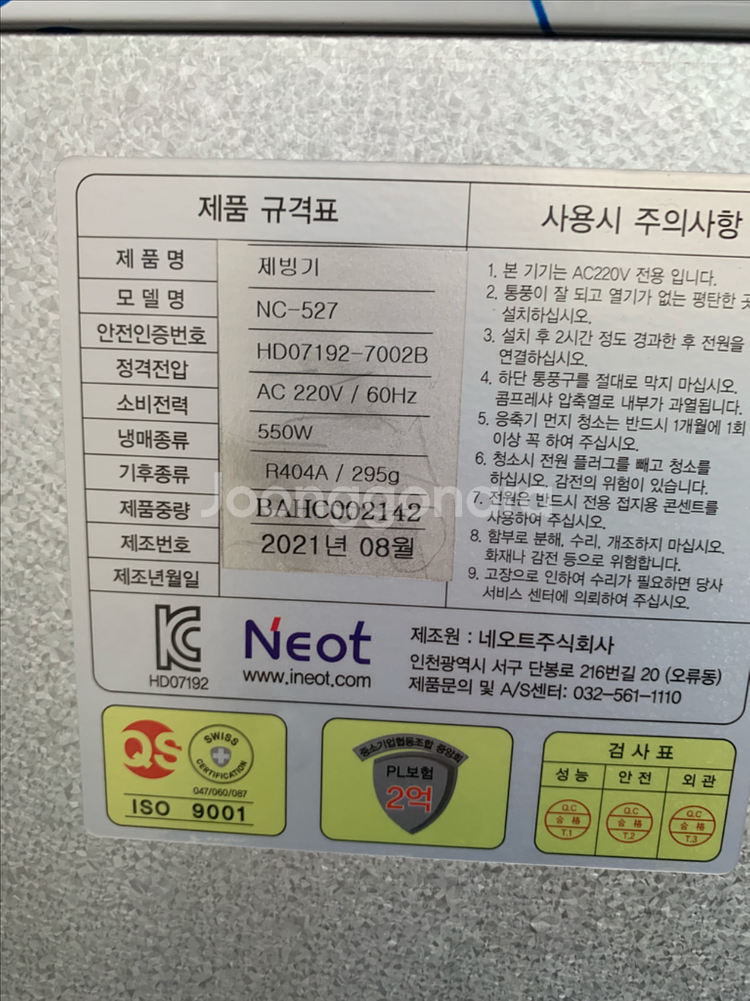 제품 규격표
제 품 명 제빙기
모 델 명 NC-527
안전인증번호 HD07192-7002B
정격전압 AC 220V / 60Hz
소비전력 550W
냉매종류 R404A / 295g
기후종류
제품중량 BAHC002142
제조번호 2021년 08월
제조년월일
사용시 주의사항
1. 본 기기는 AC220V 전용 입니다.
2. 통풍이 잘 되고 열기가 없는 평탄한
설치하십시오.
3. 설치 후 2시간 정도 경과한 후 전원을
연결하십시오.
4. 하단 통풍구를 절대로 막지 마십시오.
콤프레샤 압축열로 내부가 과열됩니다.
5. 응축기 먼지 청소는 반드시 1개월에 1회
이상 꼭 하여 주십시오.
6. 청소시 전원 플러그를 빼고 청소를
하십시오. 감전의 위험이 있습니다.
7. 전원은 반드시 전용 접지용 콘센트를
사용하여 주십시오.
8. 함부로 분해, 수리, 개조하지 마십시오.
화재나 감전 등으로 위험합니다.
9. 고장으로 인하여 수리가 필요하면 당사
서비스 센터에 의뢰하여 주십시오.
Joonggonara
HD07192
Neot
www.ineot.com
제조원 : 네오트주식회사
인천광역시 서구 단봉로 216번길 20 (오류동)
제품문의 및 A/S센터: 032-561-1110
QS
SWISS
CERTIFICATION
047/060/087
ISO 9001
중소기업협동조합 중앙회
PL보험
2억
검 사 표
성 능 안 전 외 관
Q.C Q.C Q.C
合 格 合 格 合 格
T.1 T.2 T.3